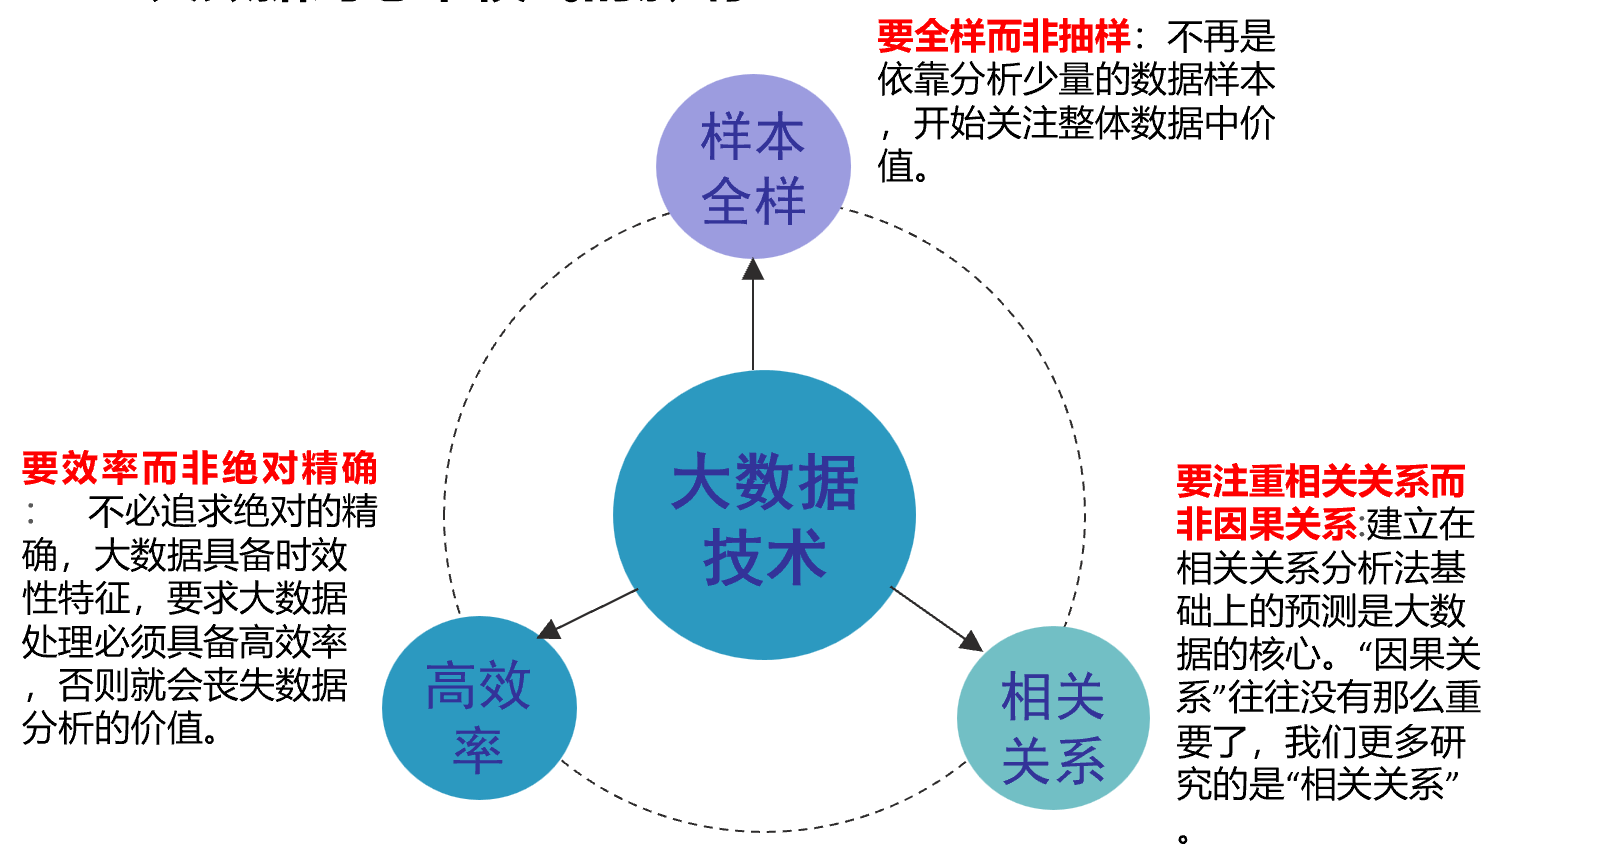 要全样而非抽样：不再是
依靠分析少量的数据样本
，开始关注整体数据中价
值。
样本
全样
大数据
技术
要效率而非绝对精确
： 不必追求绝对的精
确，大数据具备时效
性特征，要求大数据
处理必须具备高效率
，否则就会丧失数据
分析的价值。
高效
率
相关
关系
要注重相关关系而
非因果关系:建立在
相关关系分析法基
础上的预测是大数
据的核心。“因果关
系”往往没有那么重
要了，我们更多研
究的是“相关关系”
。